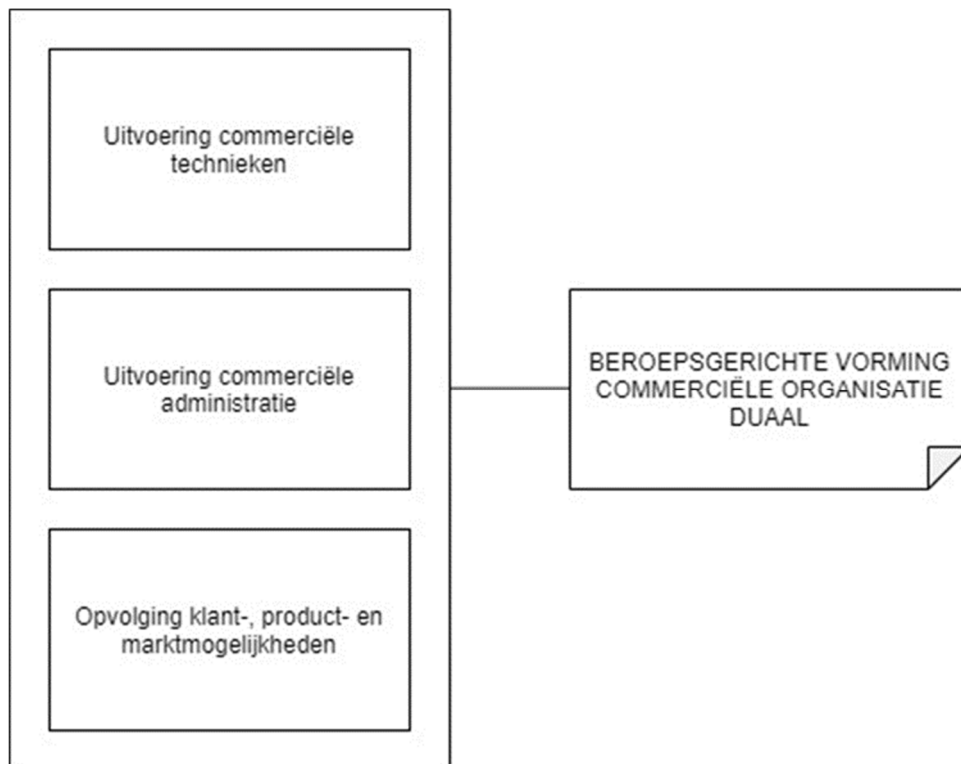 Uitvoering commerciële
technieken
Uitvoering commerciële
administratie
Opvolging klant-, product- en
marktmogelijkheden
BEROEPSGERICHTE VORMING
COMMERCIËLE ORGANISATIE
DUAAL